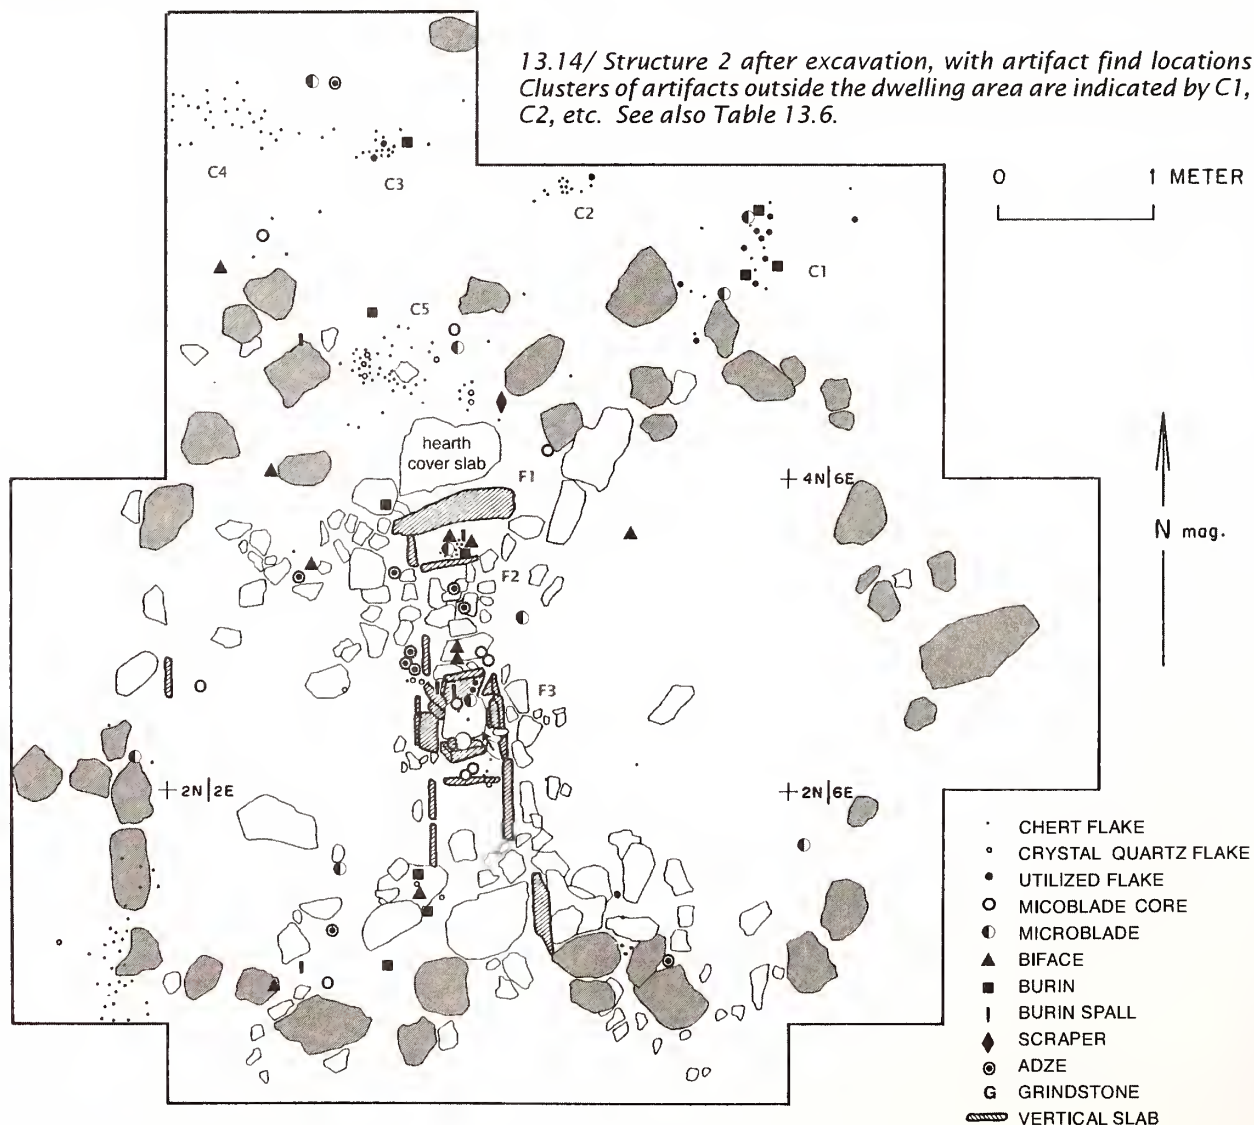 13.14/ Structure 2 after excavation, with artifact find locations
Clusters of artifacts outside the dwelling area are indicated by C1,
C2, etc. See also Table 13.6.
0 1 METER
C4
C3
C2
C1
C5
hearth
cover slab
F1
4N|6E
N mag.
F2
F3
2N|2E
2N|6E
CHERT FLAKE
CRYSTAL QUARTZ FLAKE
UTILIZED FLAKE
MICOBLADE CORE
MICROBLADE
BIFACE
BURIN
BURIN SPALL
SCRAPER
ADZE
G GRINDSTONE
VERTICAL SLAB